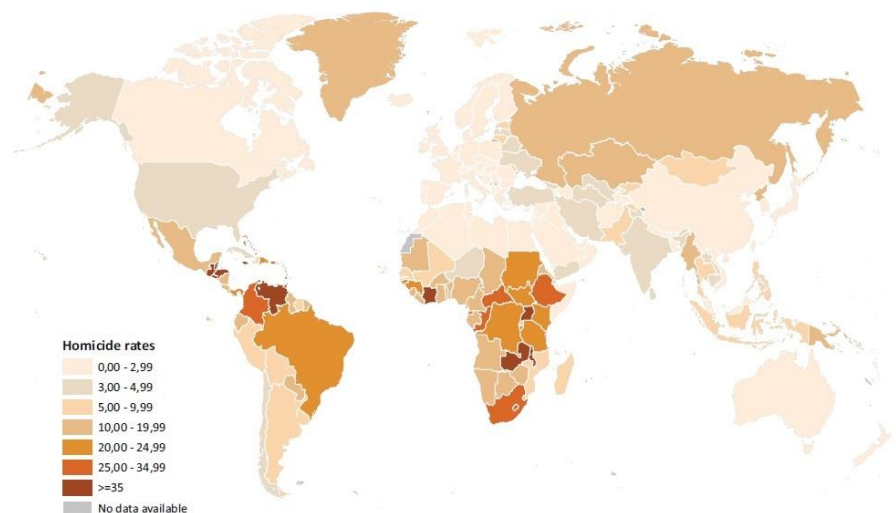 Homicide rates
0,00 - 2,99
3,00 - 4,99
5,00 - 9,99
10,00 - 19,99
20,00 - 24,99
25,00 - 34,99
>=35
No data available